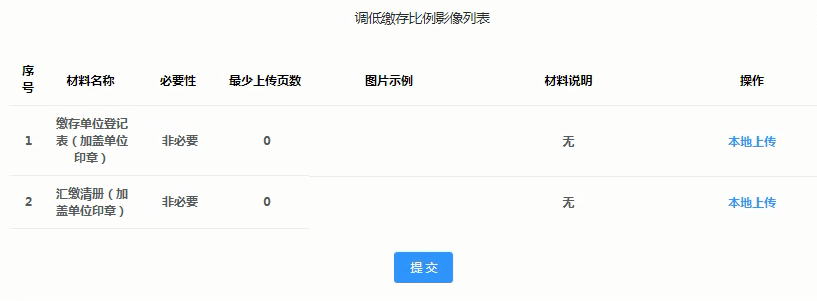 调低缴存比例影像列表
序号 材料名称 必要性 最少上传页数 图片示例 材料说明 操作
1 缴存单位登记表（加盖单位印章） 非必要 0 无 本地上传
2 汇缴清册（加盖单位印章） 非必要 0 无 本地上传
提交